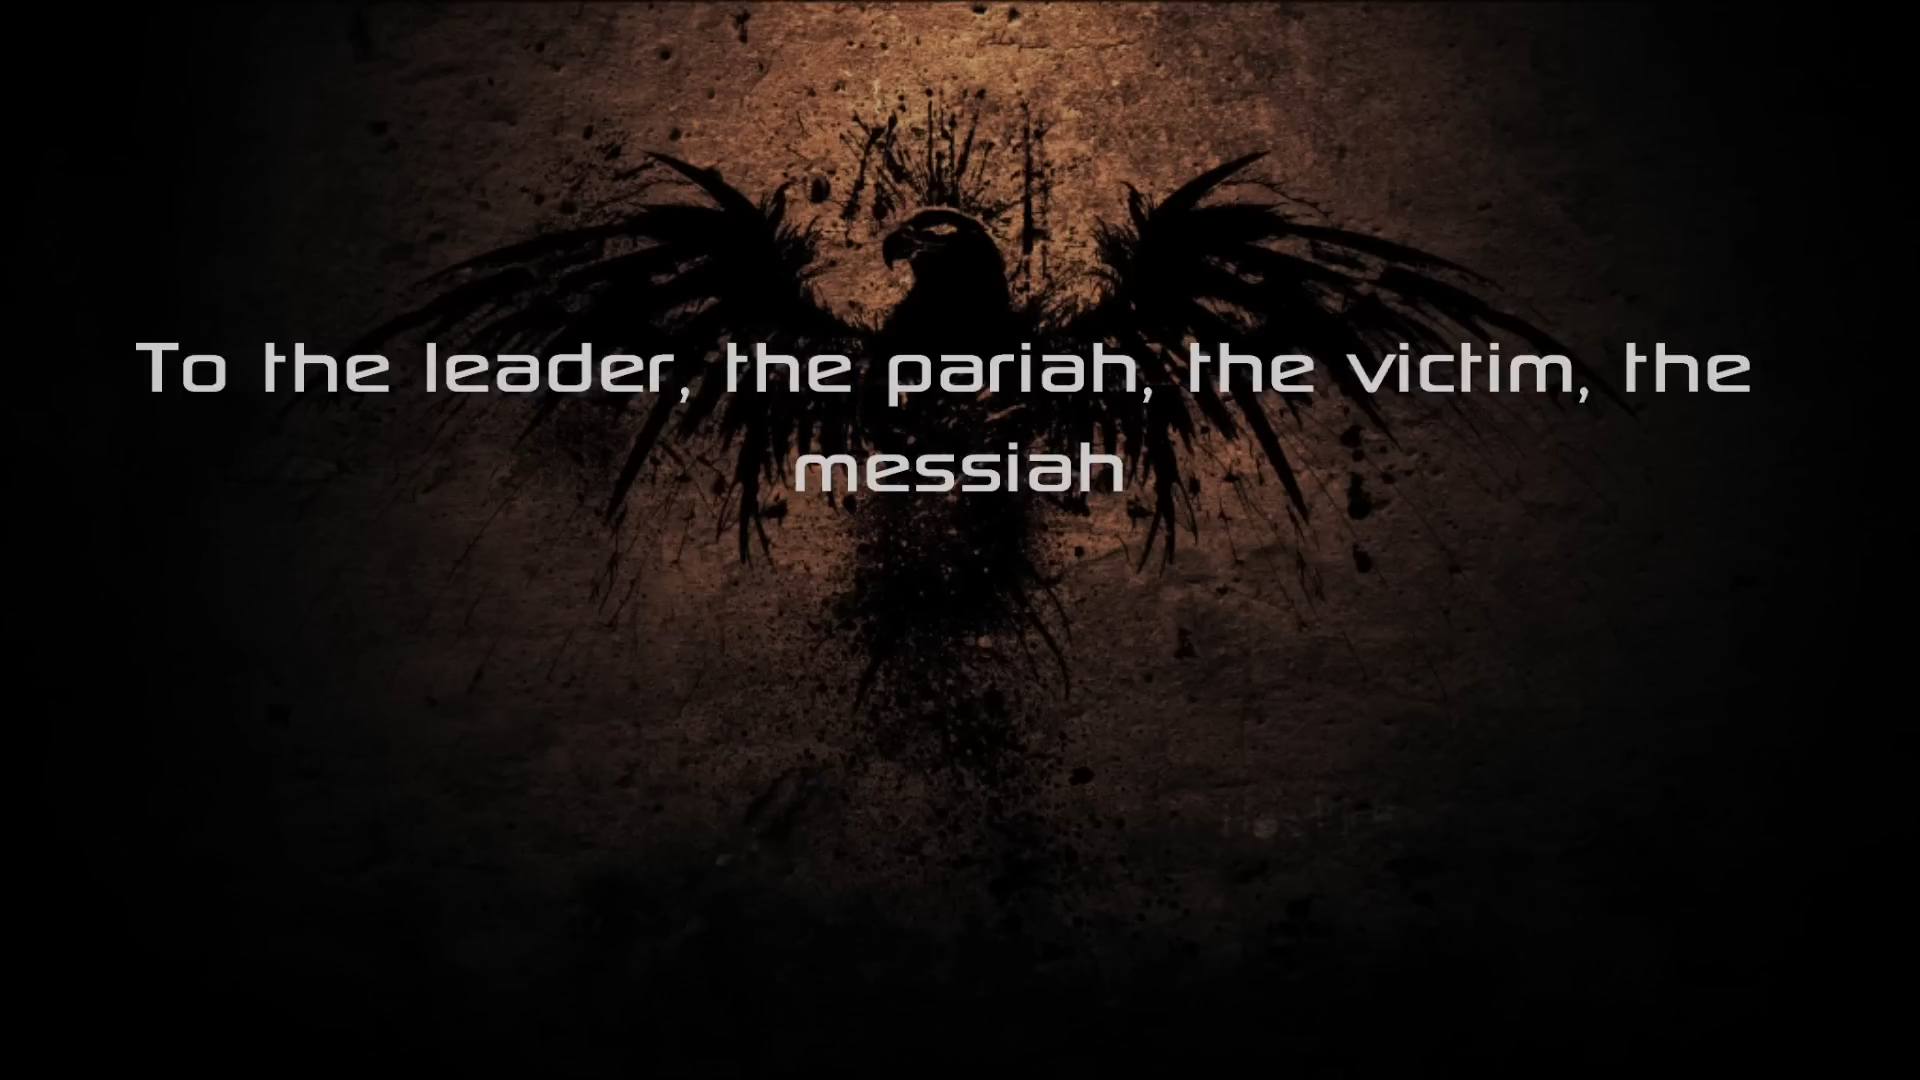 To the leader, the pariah, the victim, the
messiah